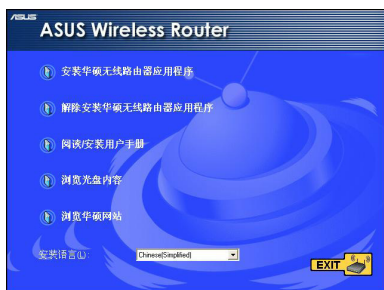 ASUS
ASUS Wireless Router
安装华硕无线路由器应用程序
解除安装华硕无线路由器应用程序
阅读/安装用户手册
浏览光盘内容
浏览华硕网站
安装语言(L):
Chinese(Simplified)
EXIT